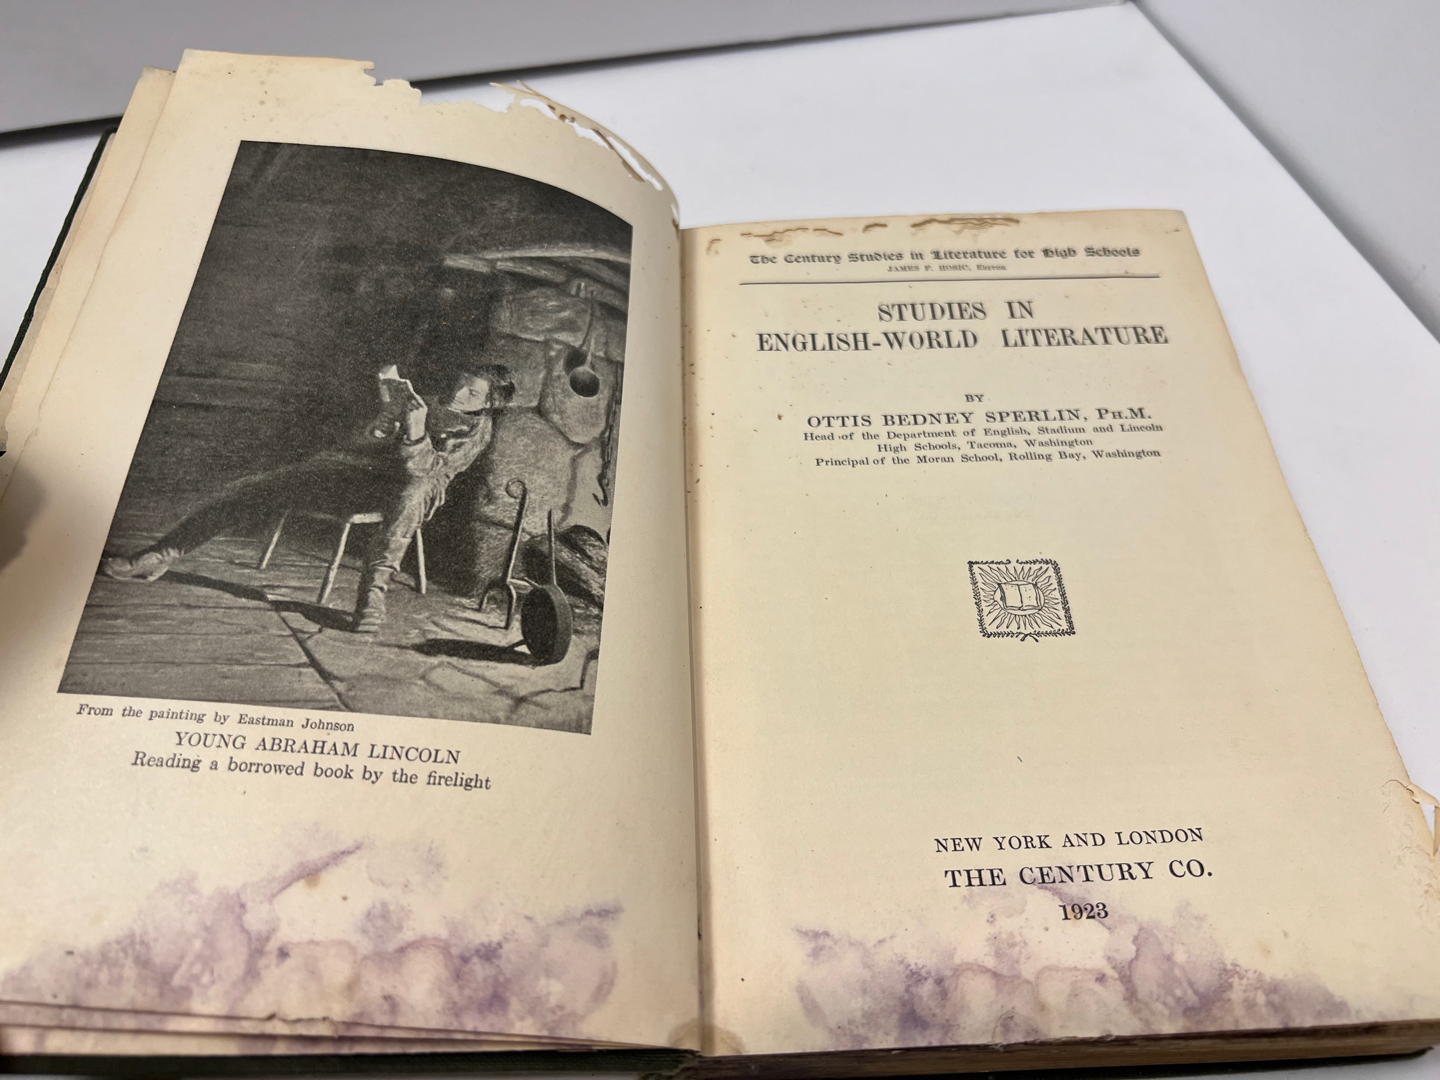 From the painting by Eastman Johnson
YOUNG ABRAHAM LINCOLN
Reading a borrowed book by the firelight
The Century Studies in Literature for High Schools
JAMES F. HOSIC, EDITOR
STUDIES IN
ENGLISH-WORLD LITERATURE
BY
OTTIS BEDNEY SPERLIN, PH.M.
Head of the Department of English, Stadium and Lincoln
High Schools, Tacoma, Washington
Principal of the Moran School, Rolling Bay, Washington
NEW YORK AND LONDON
THE CENTURY CO.
1923